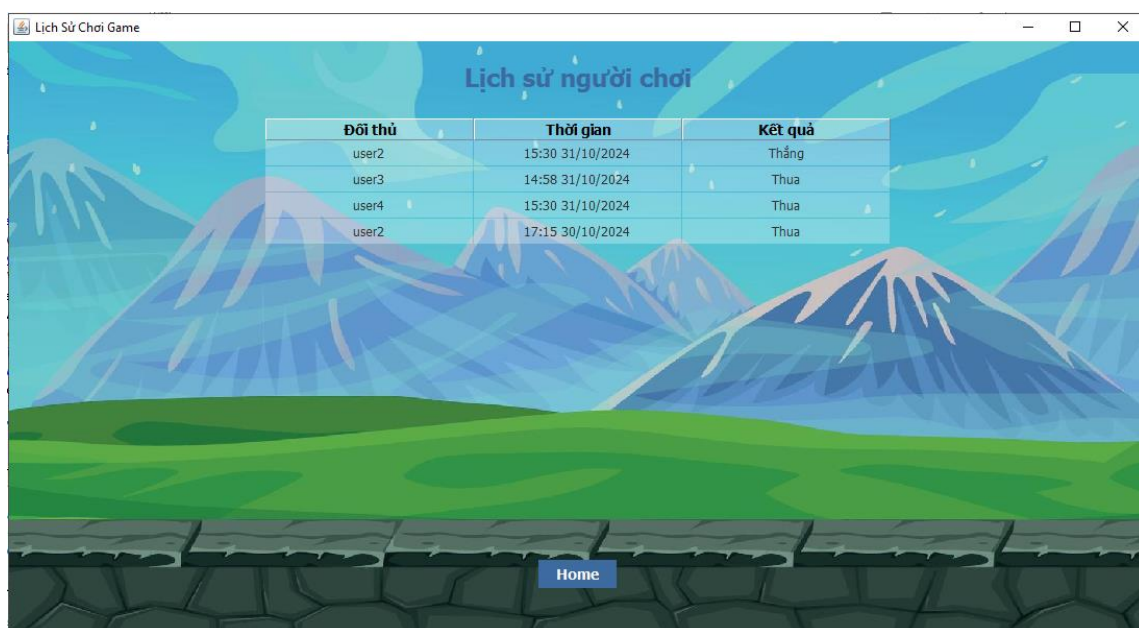 Lịch Sử Chơi Game
Lịch sử người chơi
Đối thủ Thời gian Kết quả
user2 15:30 31/10/2024 Thắng
user3 14:58 31/10/2024 Thua
user4 15:30 31/10/2024 Thua
user2 17:15 30/10/2024 Thua
Home